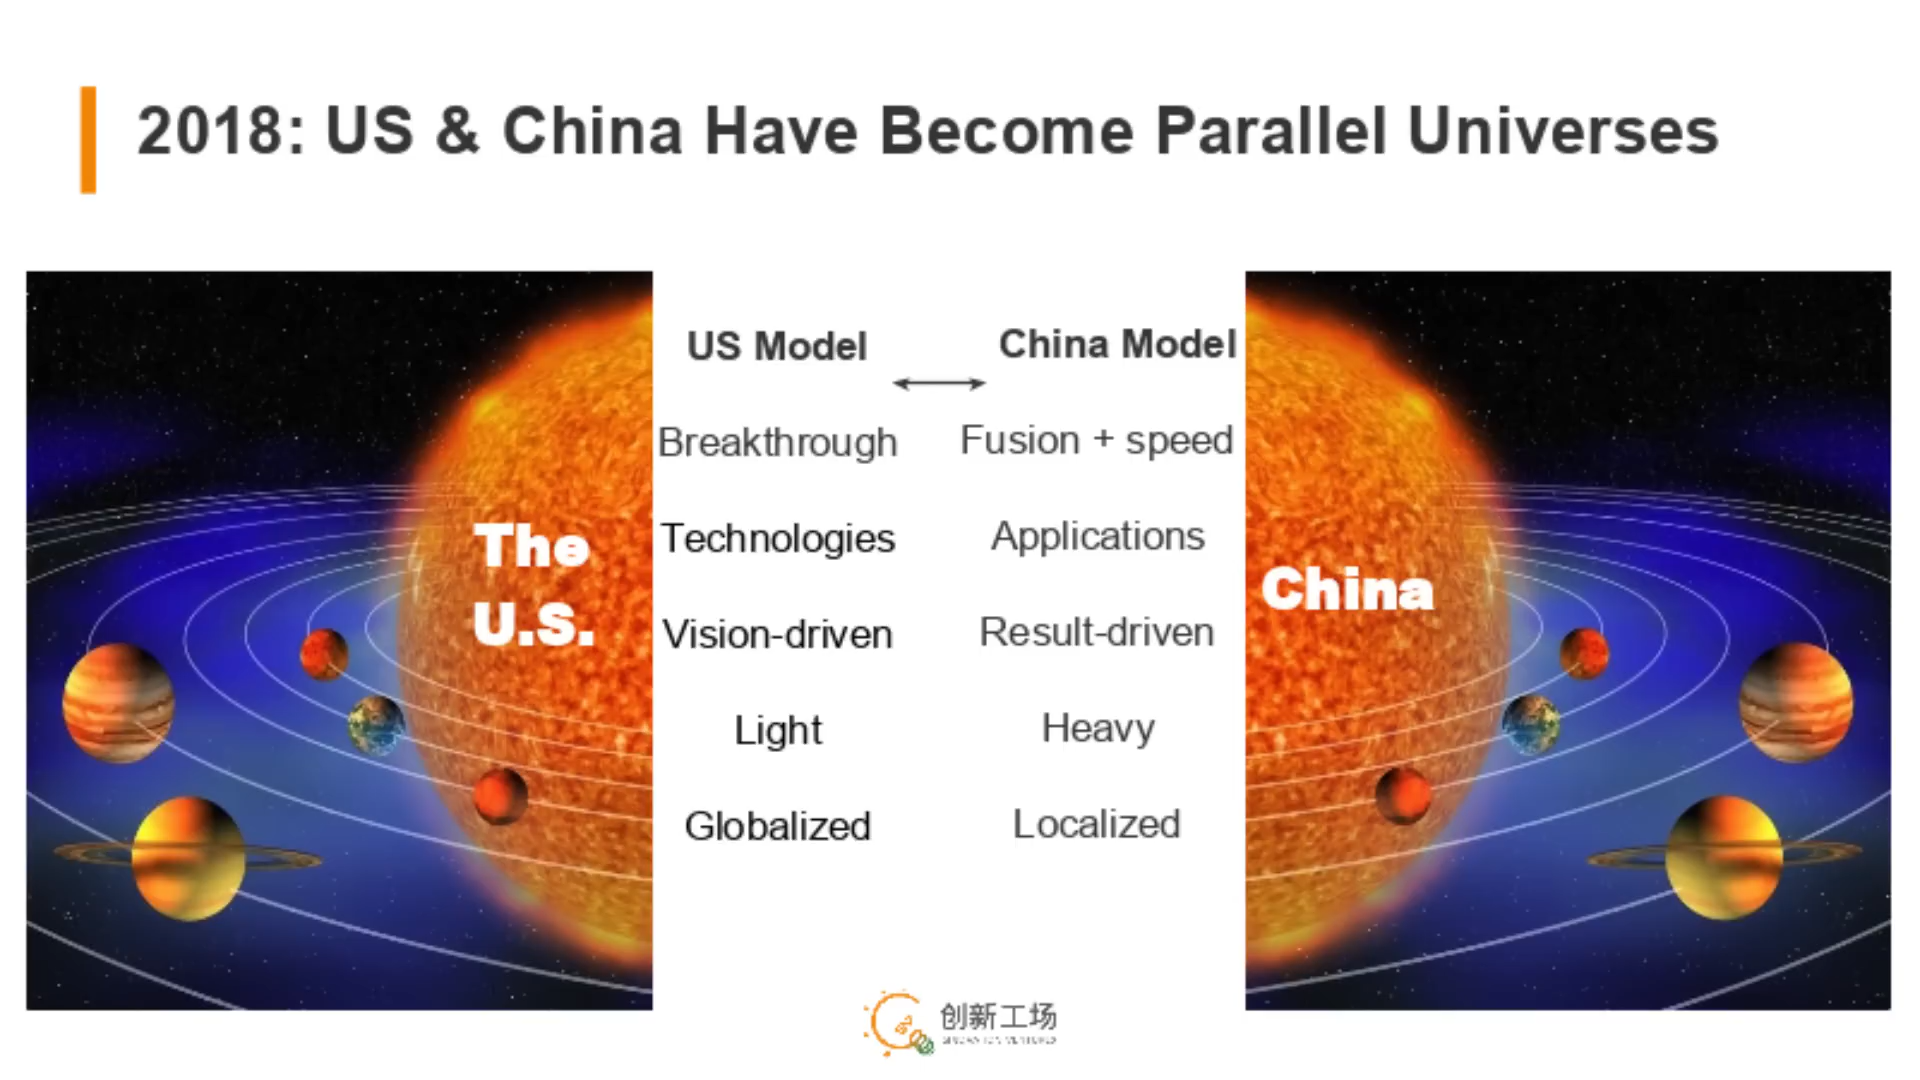 2018: US & China Have Become Parallel Universes
The
U.S.
US Model
China Model
Breakthrough
Fusion + speed
Technologies
Applications
Vision-driven
Result-driven
Light
Heavy
Globalized
Localized
China
创新工场